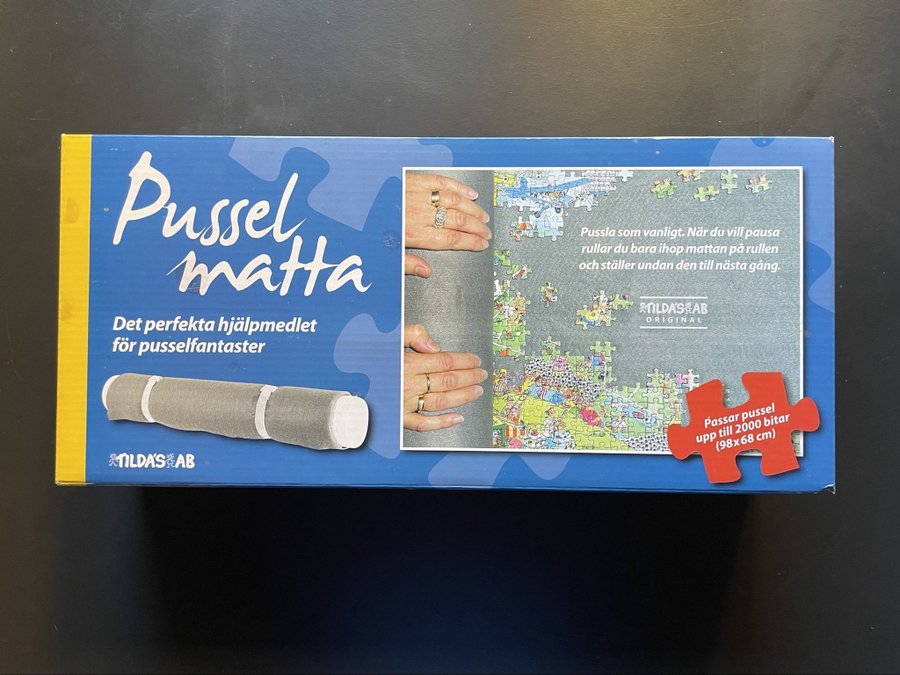 Pussel
matta
Det perfekta hjälpmedlet
för pusselfantaster
TILDA'S AB
Pussla som vanligt. När du vill pausa
rullar du bara ihop mattan på rullen
och ställer undan den till nästa gång.
TILDA'S AB
ORIGINAL
Passar pussel
upp till 2000 bitar
(98x68 cm)